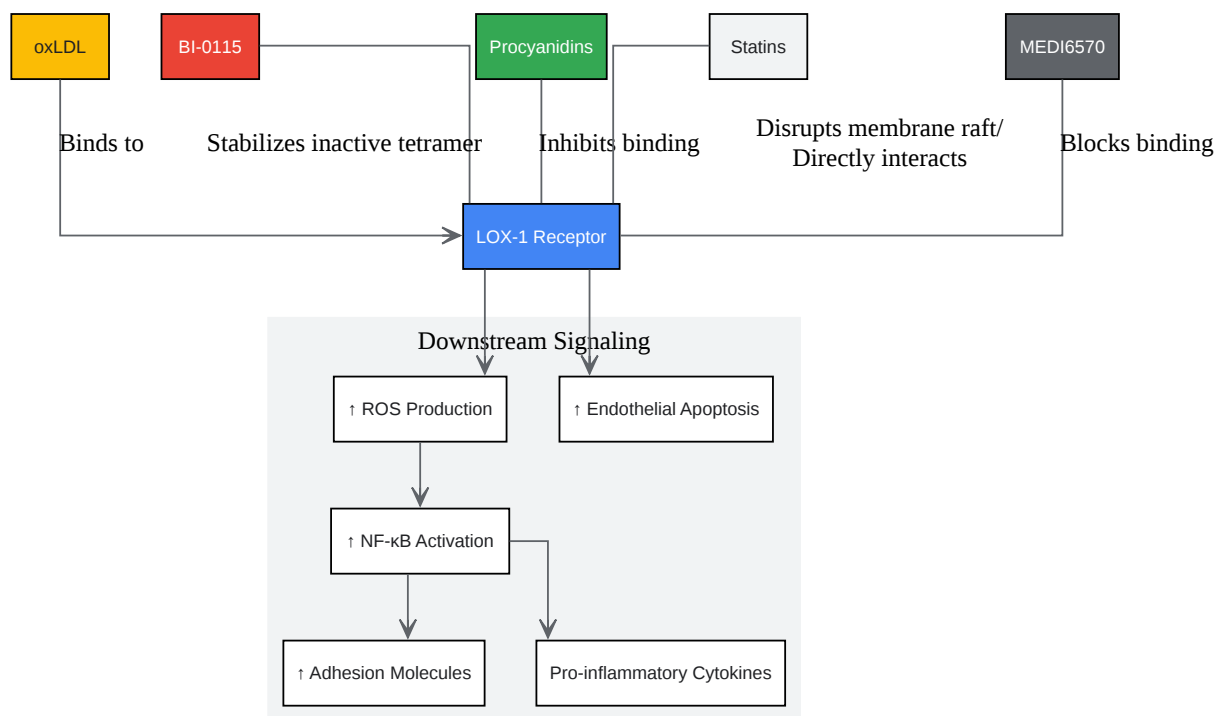 oxLDL
BI-0115
Procyanidins
Statins
MEDI6570
Binds to
Stabilizes inactive tetramer
Inhibits binding
Disrupts membrane raft/
Directly interacts
Blocks binding
LOX-1 Receptor
Downstream Signaling
↑ ROS Production
↑ Endothelial Apoptosis
↑ NF-κB Activation
↑ Adhesion Molecules
Pro-inflammatory Cytokines